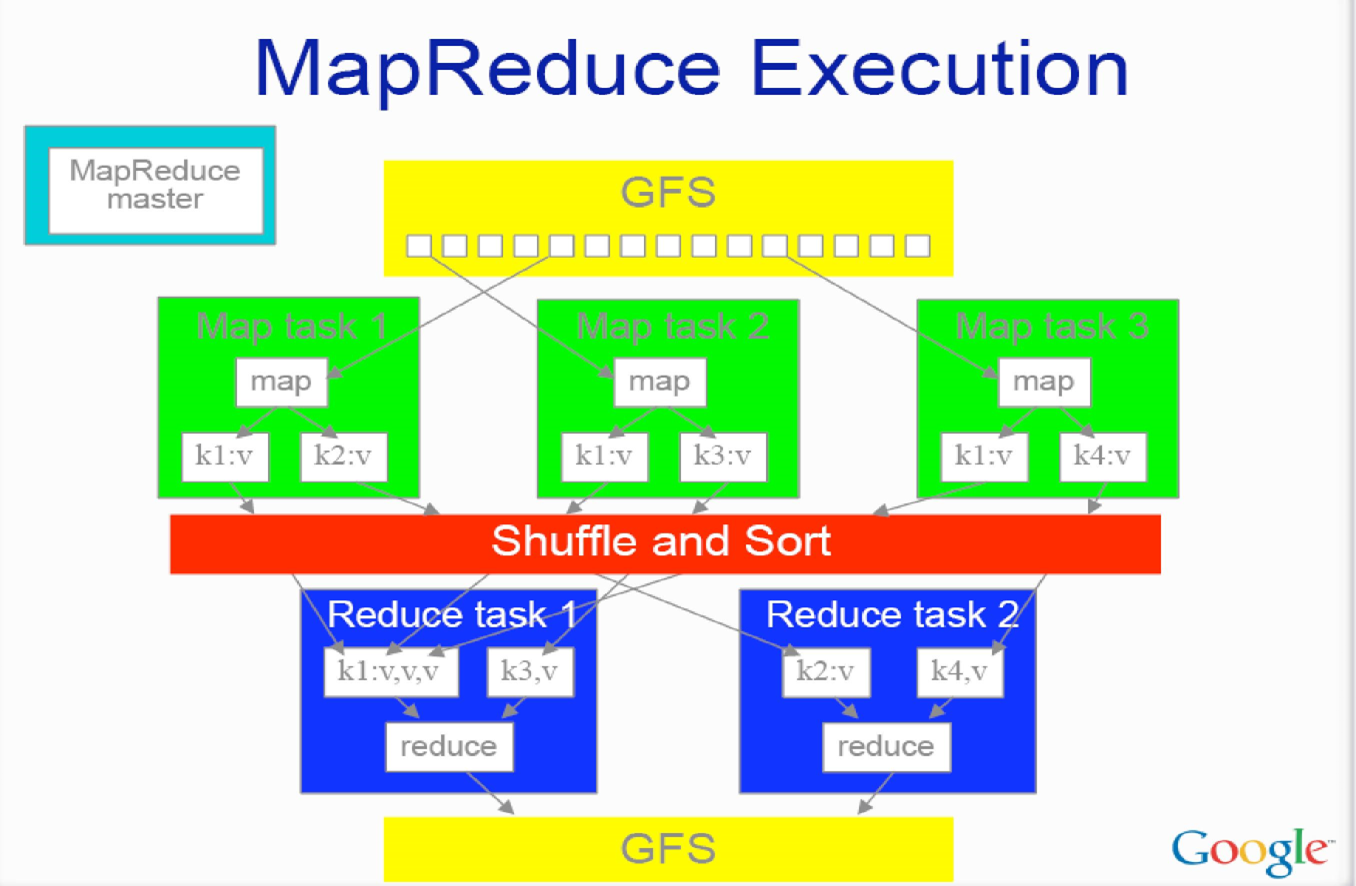 MapReduce Execution
MapReduce
master
GFS
Map task 1
Map task 2
Map task 3
map
map
map
k1:v
k2:v
k1:v
k3:v
k1:v
k4:v
Shuffle and Sort
Reduce task 1
Reduce task 2
k1:v,v,v
k3,v
k2:v
k4,v
reduce
reduce
GFS
Google™